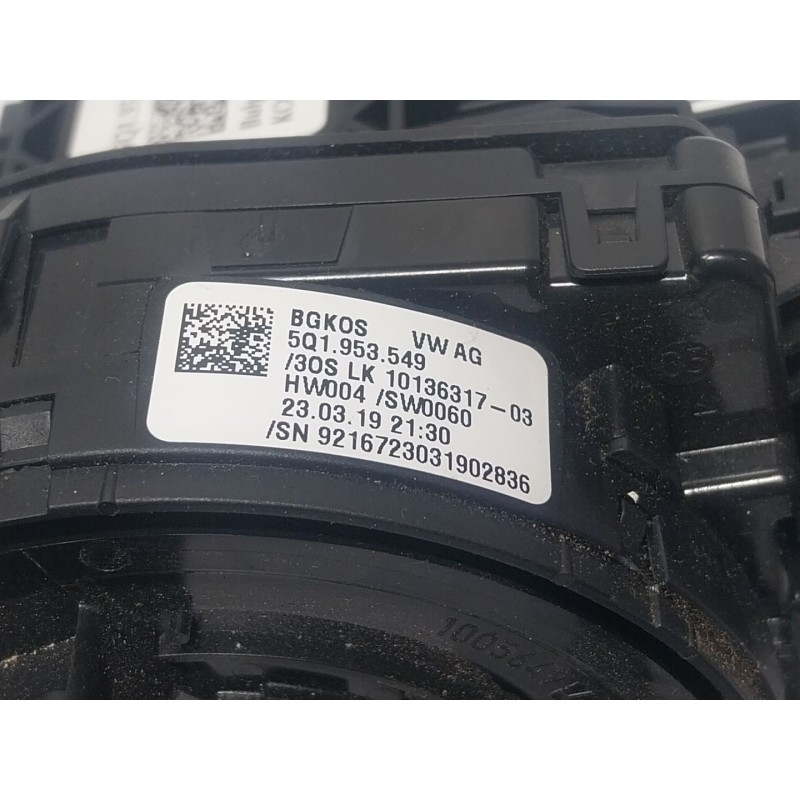 BGKOS VW AG
5Q1.953.549
/3OS LK 10136317-03
HW004 /SW0060
23.03.19 21:30
/SN 9216723031902836